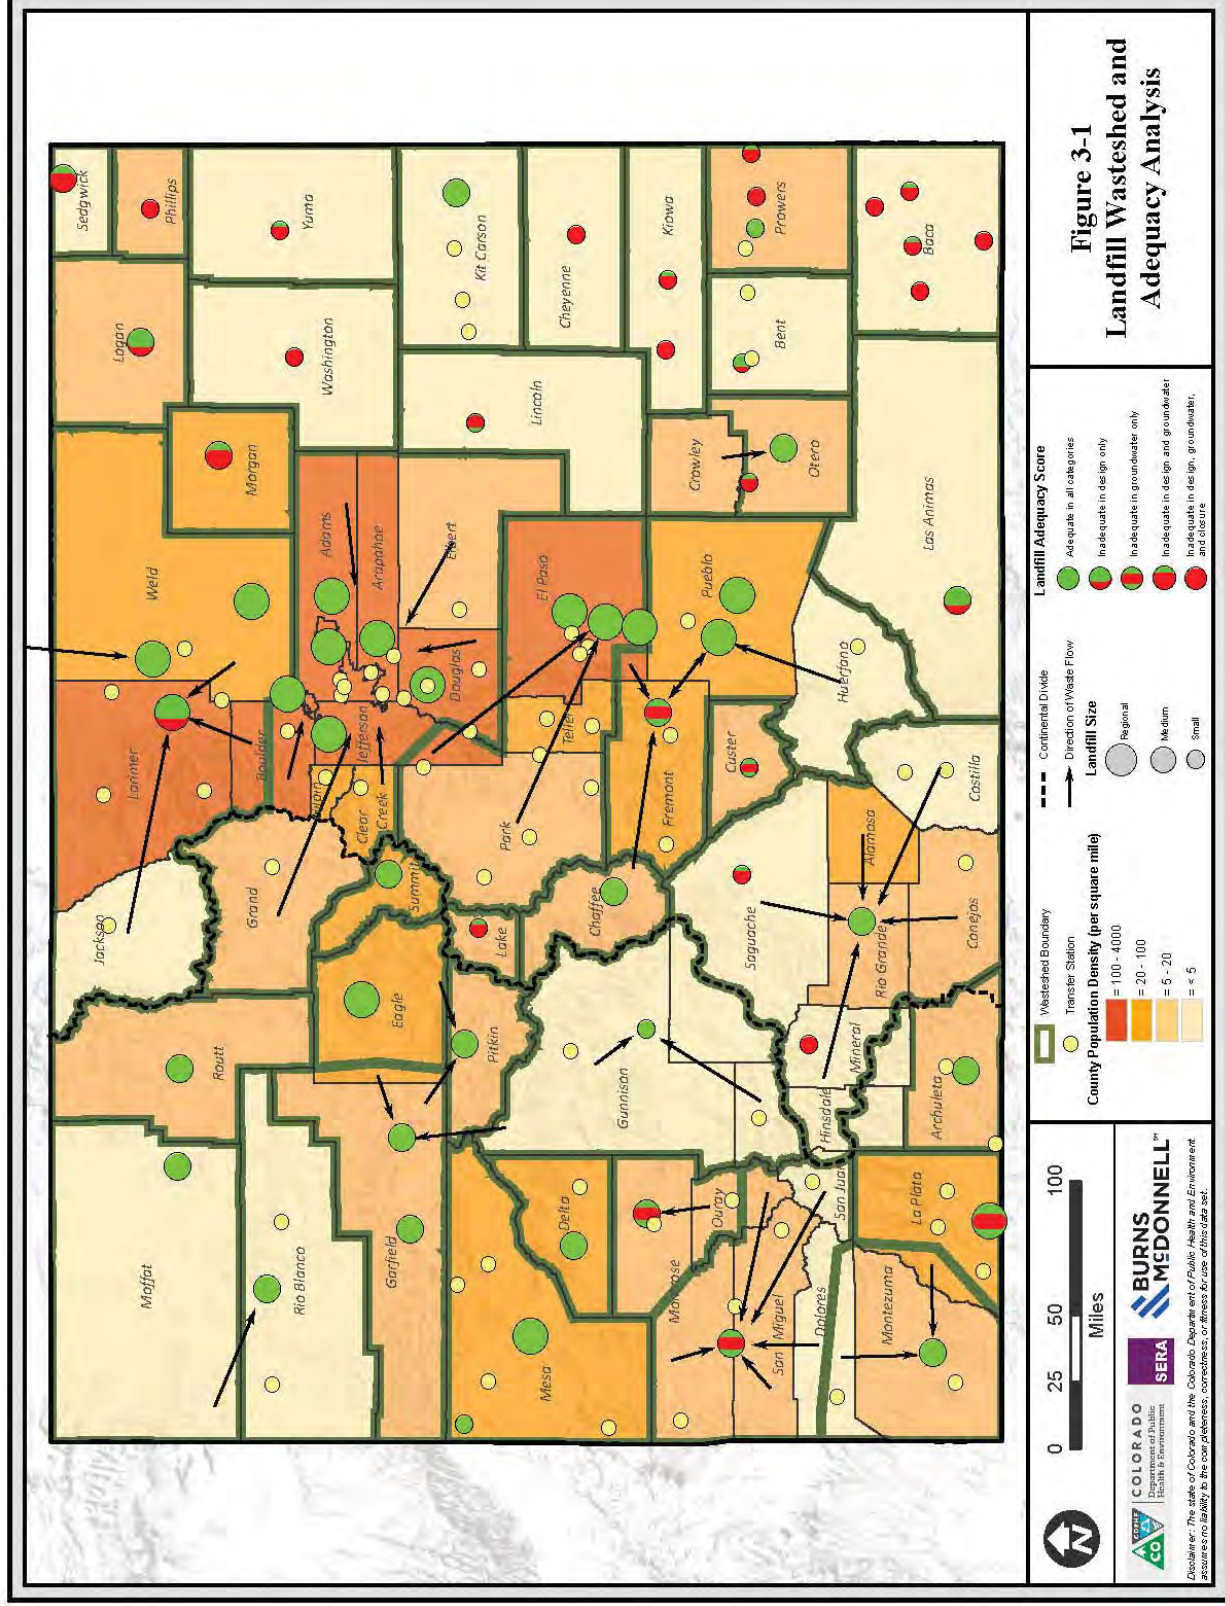 Sedgwick
Phillips
Logan
Yuma
Washington
Morgan
Weld
Larimer
Jackson
Moffat
Routt
Rio Blanco
Grand
Boulder
Adams
Arapahoe
Jefferson
Clear
Creek
Summit
Eagle
Garfield
Kit Carson
Lincoln
Elbert
Douglas
Park
Lake
Pitkin
Mesa
Cheyenne
El Paso
Teller
Chaffee
Gunnison
Delta
Kiowa
Crowley
Pueblo
Fremont
Custer
Saguache
Montrose
Ouray
Prowers
Bent
Otero
Huerfano
Alamosa
Rio Grande
Mineral
Hinsdale
San Juan
San
Miguel
Dolores
Baca
Las Animas
Costilla
Conejos
Archuleta
La Plata
Montezuma
N
0 25 50 100
Miles
COLORADO
Department of Public
Health & Environment
CDPHE
CO
SERA
BURNS
MCDONNELL℠
Disclaimer: The state of Colorado and the Colorado Department of Public Health and Environment
assumes no liability to the completeness, correctness, or fitness for use of this data set.
Wasteshed Boundary
Transfer Station
County Population Density (per square mile)
= 100 - 4000
= 20 - 100
= 5 - 20
= < 5
Continental Divide
Direction of Waste Flow
Landfill Size
Regional
Medium
Small
Landfill Adequacy Score
Adequate in all categories
Inadequate in design only
Inadequate in groundwater only
Inadequate in design and groundwater
Inadequate in design, groundwater,
and closure
Figure 3-1
Landfill Wasteshed and
Adequacy Analysis